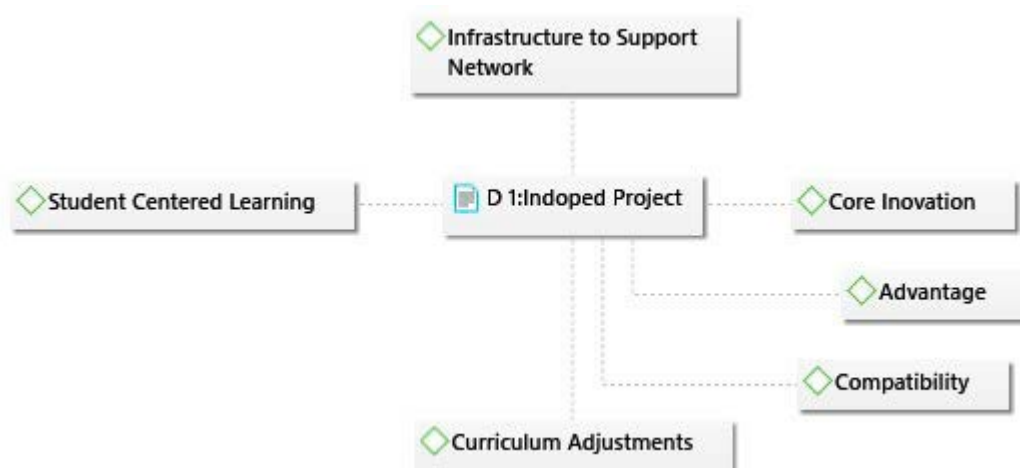 Infrastructure to Support
Network
Student Centered Learning
D 1:Indoped Project
Core Inovation
Advantage
Compatibility
Curriculum Adjustments